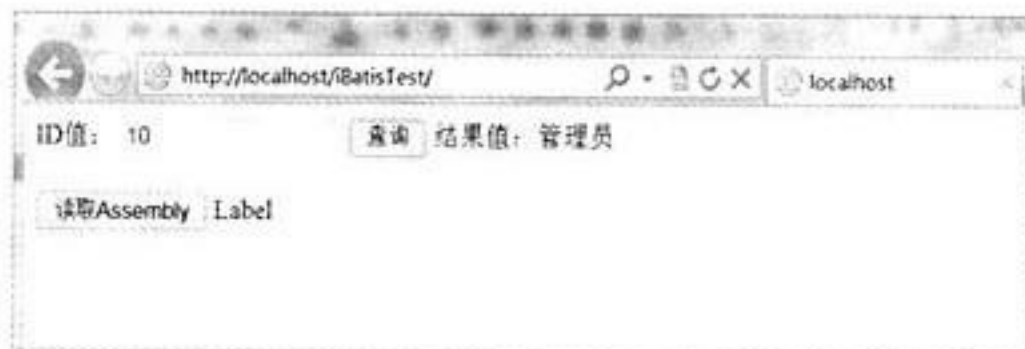 http://localhost/iBatisTest/ localhost
ID值： 10 查询 结果值：管理员
读取Assembly Label